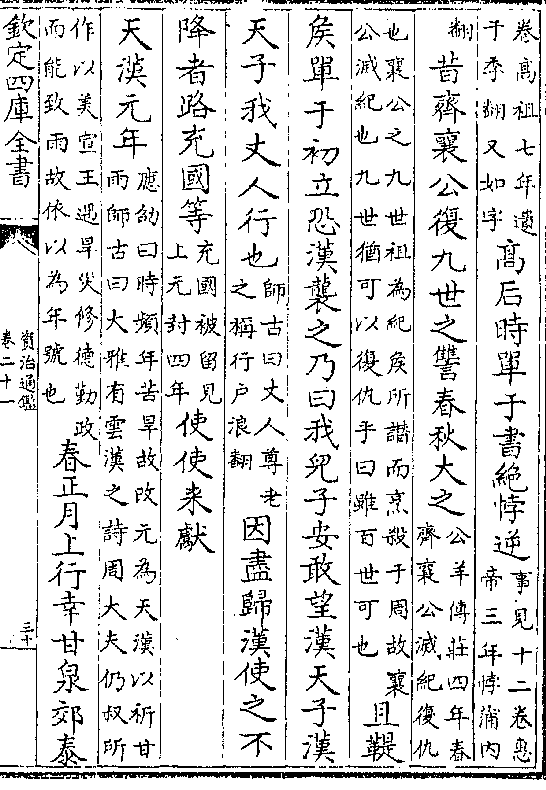 卷高祖七年遺
于季翻又如字
高后時單于書絶悖逆
事見十二卷惠
帝三年悖蒲内
翻
昔齊襄公復九世之讐春秋大之
公羊傳莊四年春
齊襄公滅紀復仇
也襄公之九世祖為紀侯所譖而烹殺于周故襄
公滅紀也九世猶可以復仇乎曰雖百世可也
且鞮
矦單于初立恐漢襲之乃曰我兒子安敢望漢天子漢
天子我丈人行也
師古曰丈人尊老
之稱行户浪翻
因盡歸漢使之不
降者路充國等
充國被留見
上元封四年
使使来獻
天漢元年
應劭曰時頻年苦旱故改元為天漢以祈甘
雨師古曰大雅有雲漢之詩周大夫仍叔所
作以美宣王遇旱災修德勤政
而能致雨故依以為年號也
春正月上行幸甘泉郊泰
欽定四庫全書
資治通鑑
卷二十一
三十